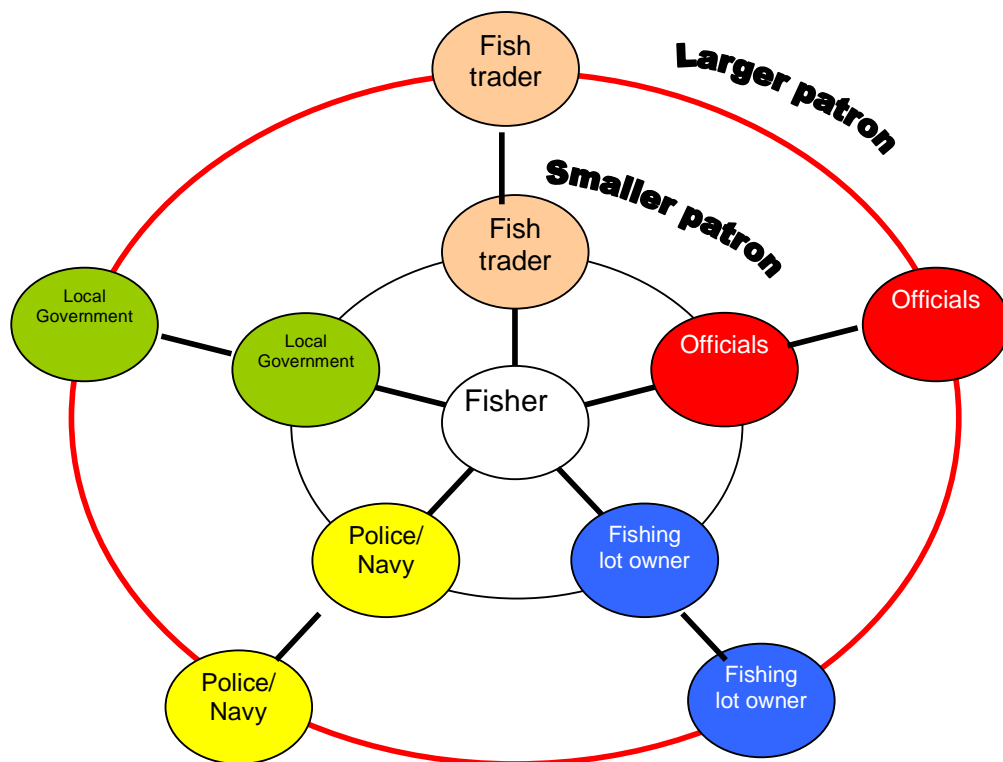 Fish
trader
Larger patron
Smaller patron
Fish
trader
Local
Government
Officials
Local
Government
Officials
Fisher
Police/
Navy
Fishing
lot owner
Police/
Navy
Fishing
lot owner